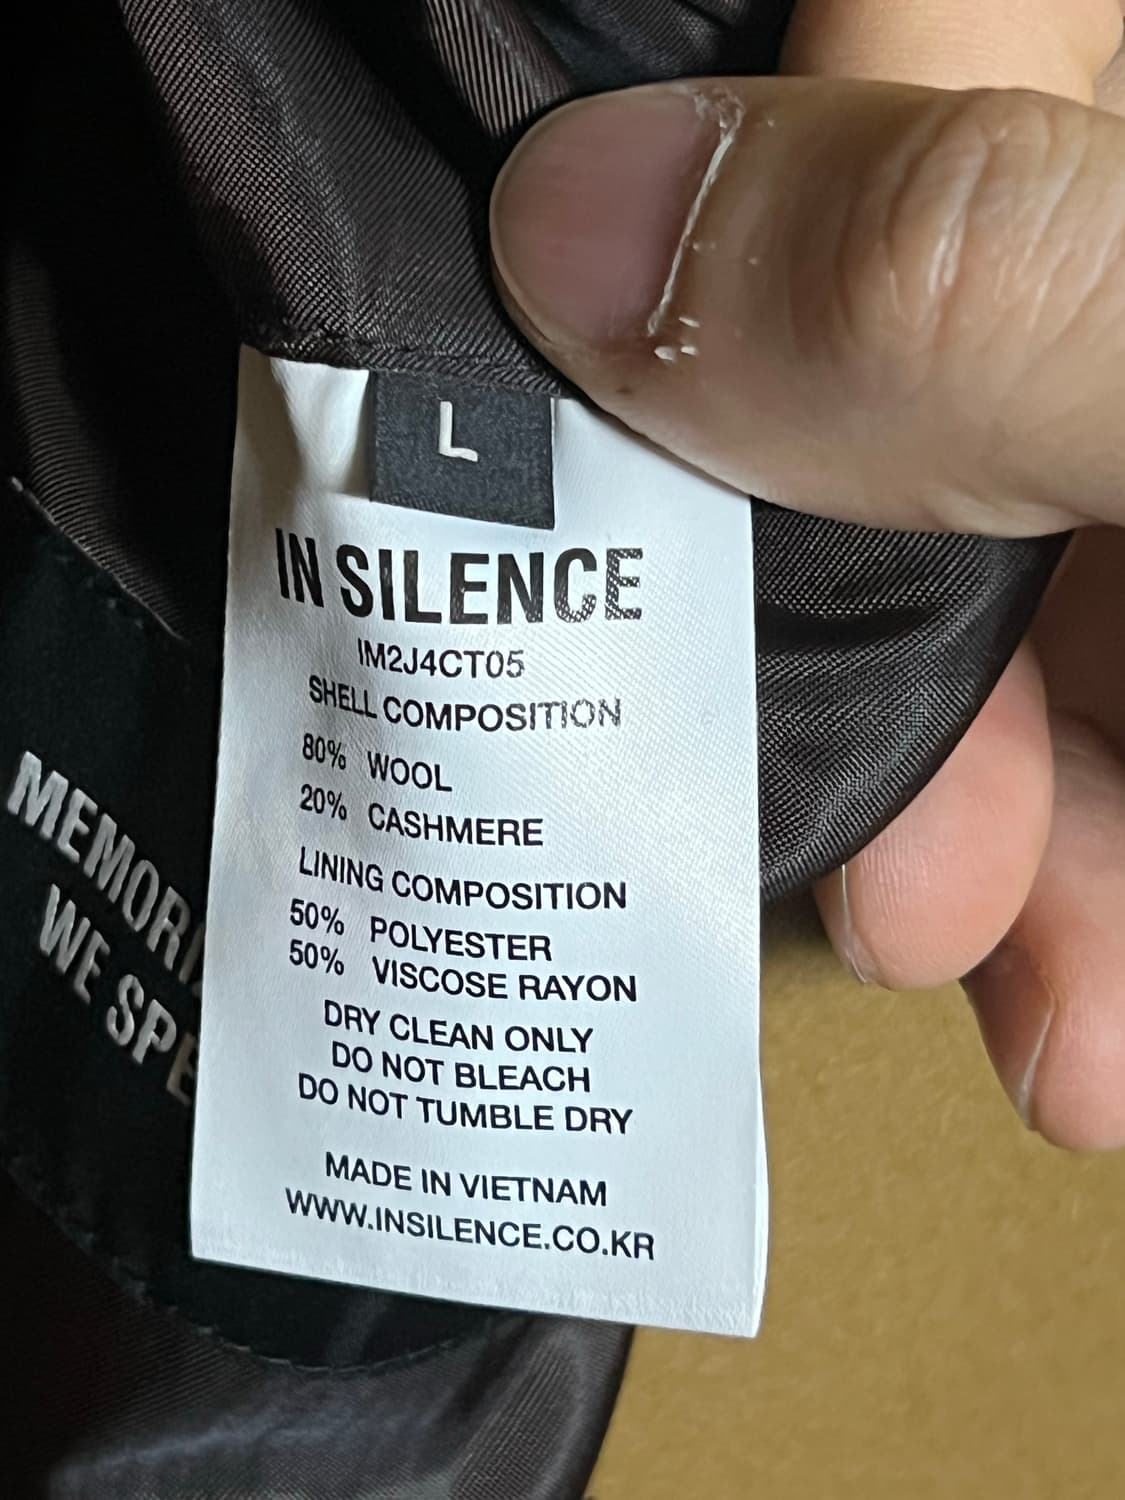 L
IN SILENCE
IM2J4CT05
SHELL COMPOSITION
80% WOOL
20% CASHMERE
LINING COMPOSITION
50% POLYESTER
50% VISCOSE RAYON
DRY CLEAN ONLY
DO NOT BLEACH
DO NOT TUMBLE DRY
MADE IN VIETNAM
WWW.INSILENCE.CO.KR
WE